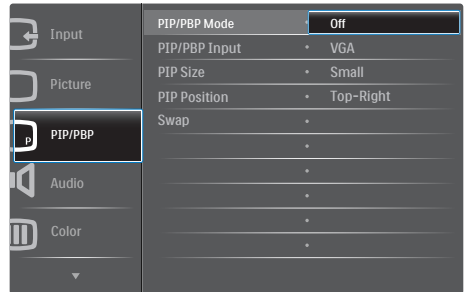 Input
Picture
P
PIP/PBP
Audio
Color
PIP/PBP Mode • Off
PIP/PBP Input • VGA
PIP Size • Small
PIP Position • Top-Right
Swap •
•
•
•
•
•